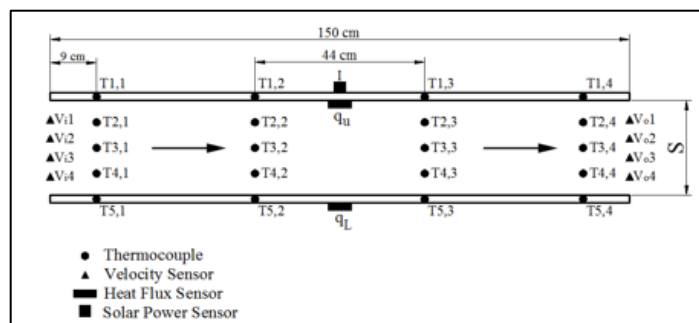 150 cm
9 cm
44 cm
T1,1 T1,2 I T1,3 T1,4
qu
Vi1 T2,1 T2,2 T2,3 T2,4 Vo1
Vi2 Vo2
Vi3 T3,1 T3,2 T3,3 T3,4 Vo3
Vi4 T4,1 T4,2 T4,3 T4,4 Vo4
S
T5,1 T5,2 qL T5,3 T5,4
Thermocouple
Velocity Sensor
Heat Flux Sensor
Solar Power Sensor